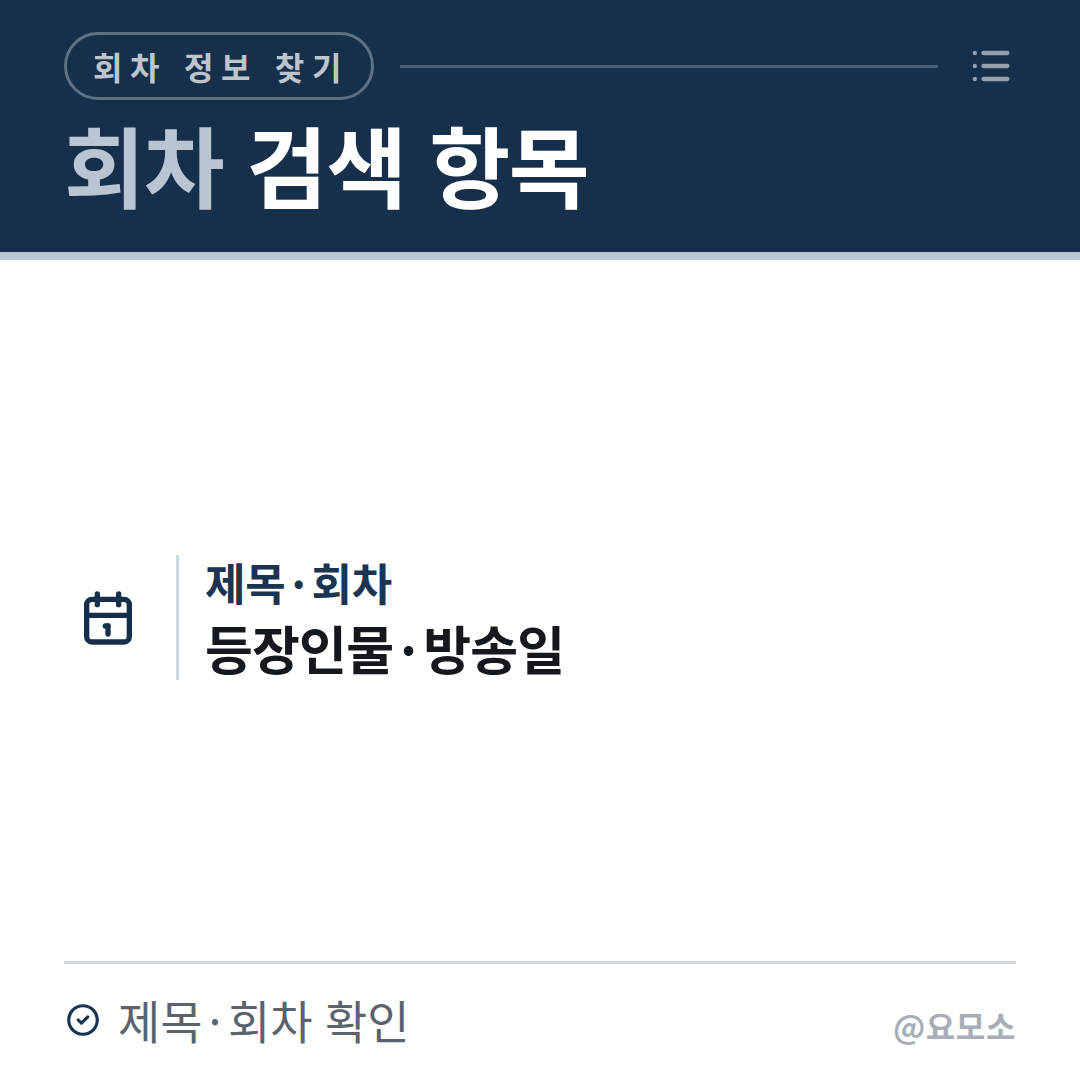 회차 정보 찾기
회차 검색 항목
제목·회차
등장인물·방송일
제목·회차 확인
@요모소